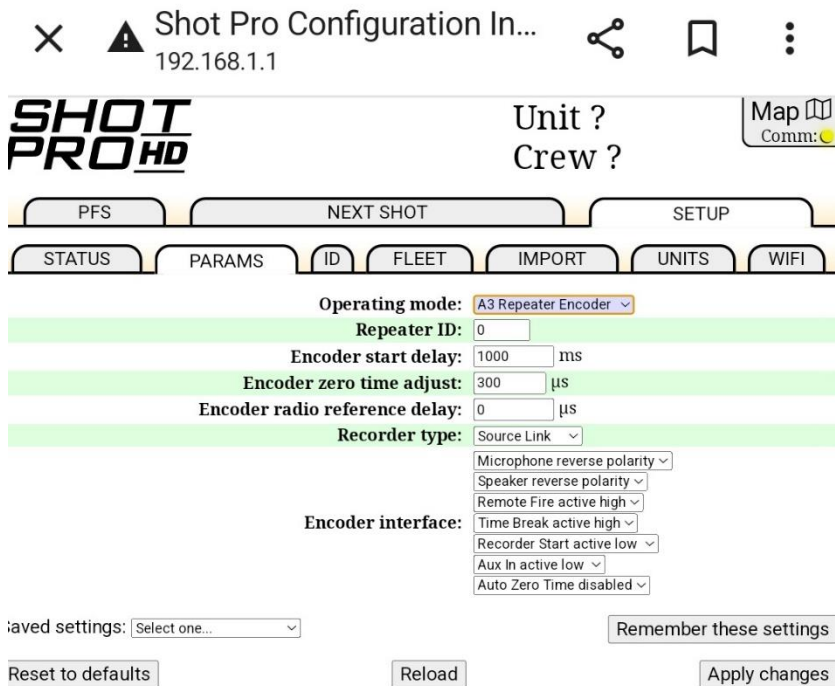 Shot Pro Configuration In...
192.168.1.1
SHOT
PRO HD
Unit ?
Crew ?
Map
Comm:
PFS NEXT SHOT SETUP
STATUS PARAMS ID FLEET IMPORT UNITS WIFI
Operating mode: A3 Repeater Encoder
Repeater ID: 0
Encoder start delay: 1000 ms
Encoder zero time adjust: 300 µs
Encoder radio reference delay: 0 µs
Recorder type: Source Link
Encoder interface:
Microphone reverse polarity
Speaker reverse polarity
Remote Fire active high
Time Break active high
Recorder Start active low
Aux In active low
Auto Zero Time disabled
Saved settings: Select one... Remember these settings
Reset to defaults Reload Apply changes